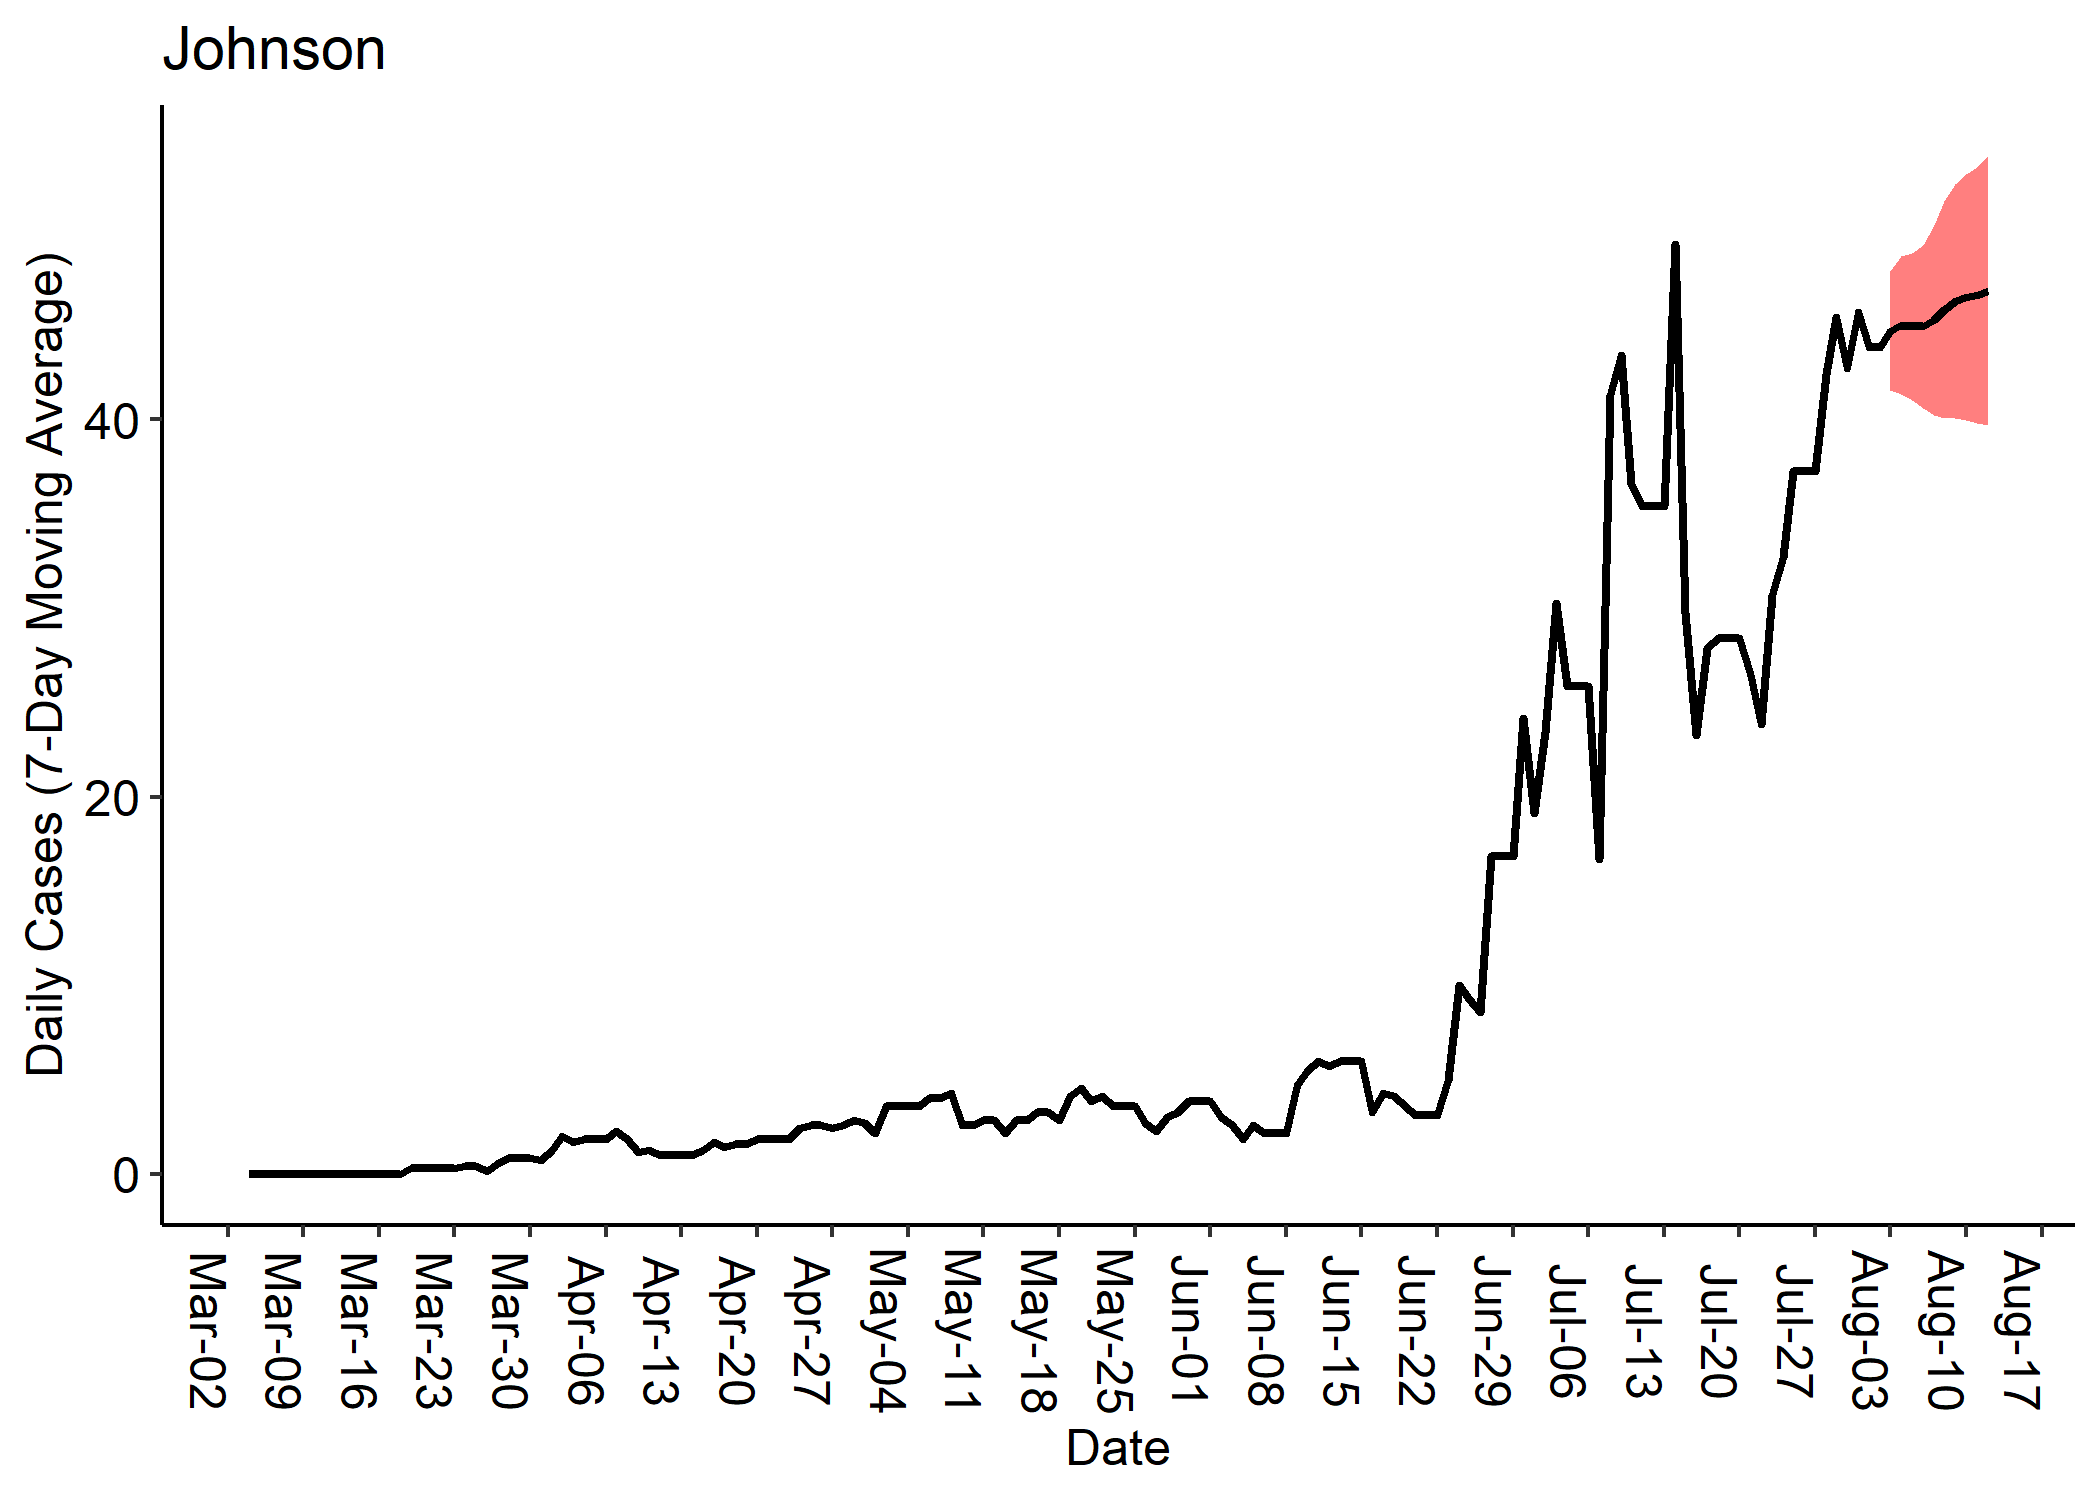 Johnson
Daily Cases (7-Day Moving Average)
40
20
0
Mar-02
Mar-09
Mar-16
Mar-23
Mar-30
Apr-06
Apr-13
Apr-20
Apr-27
May-04
May-11
May-18
May-25
Jun-01
Jun-08
Jun-15
Jun-22
Jun-29
Jul-06
Jul-13
Jul-20
Jul-27
Aug-03
Aug-10
Aug-17
Date